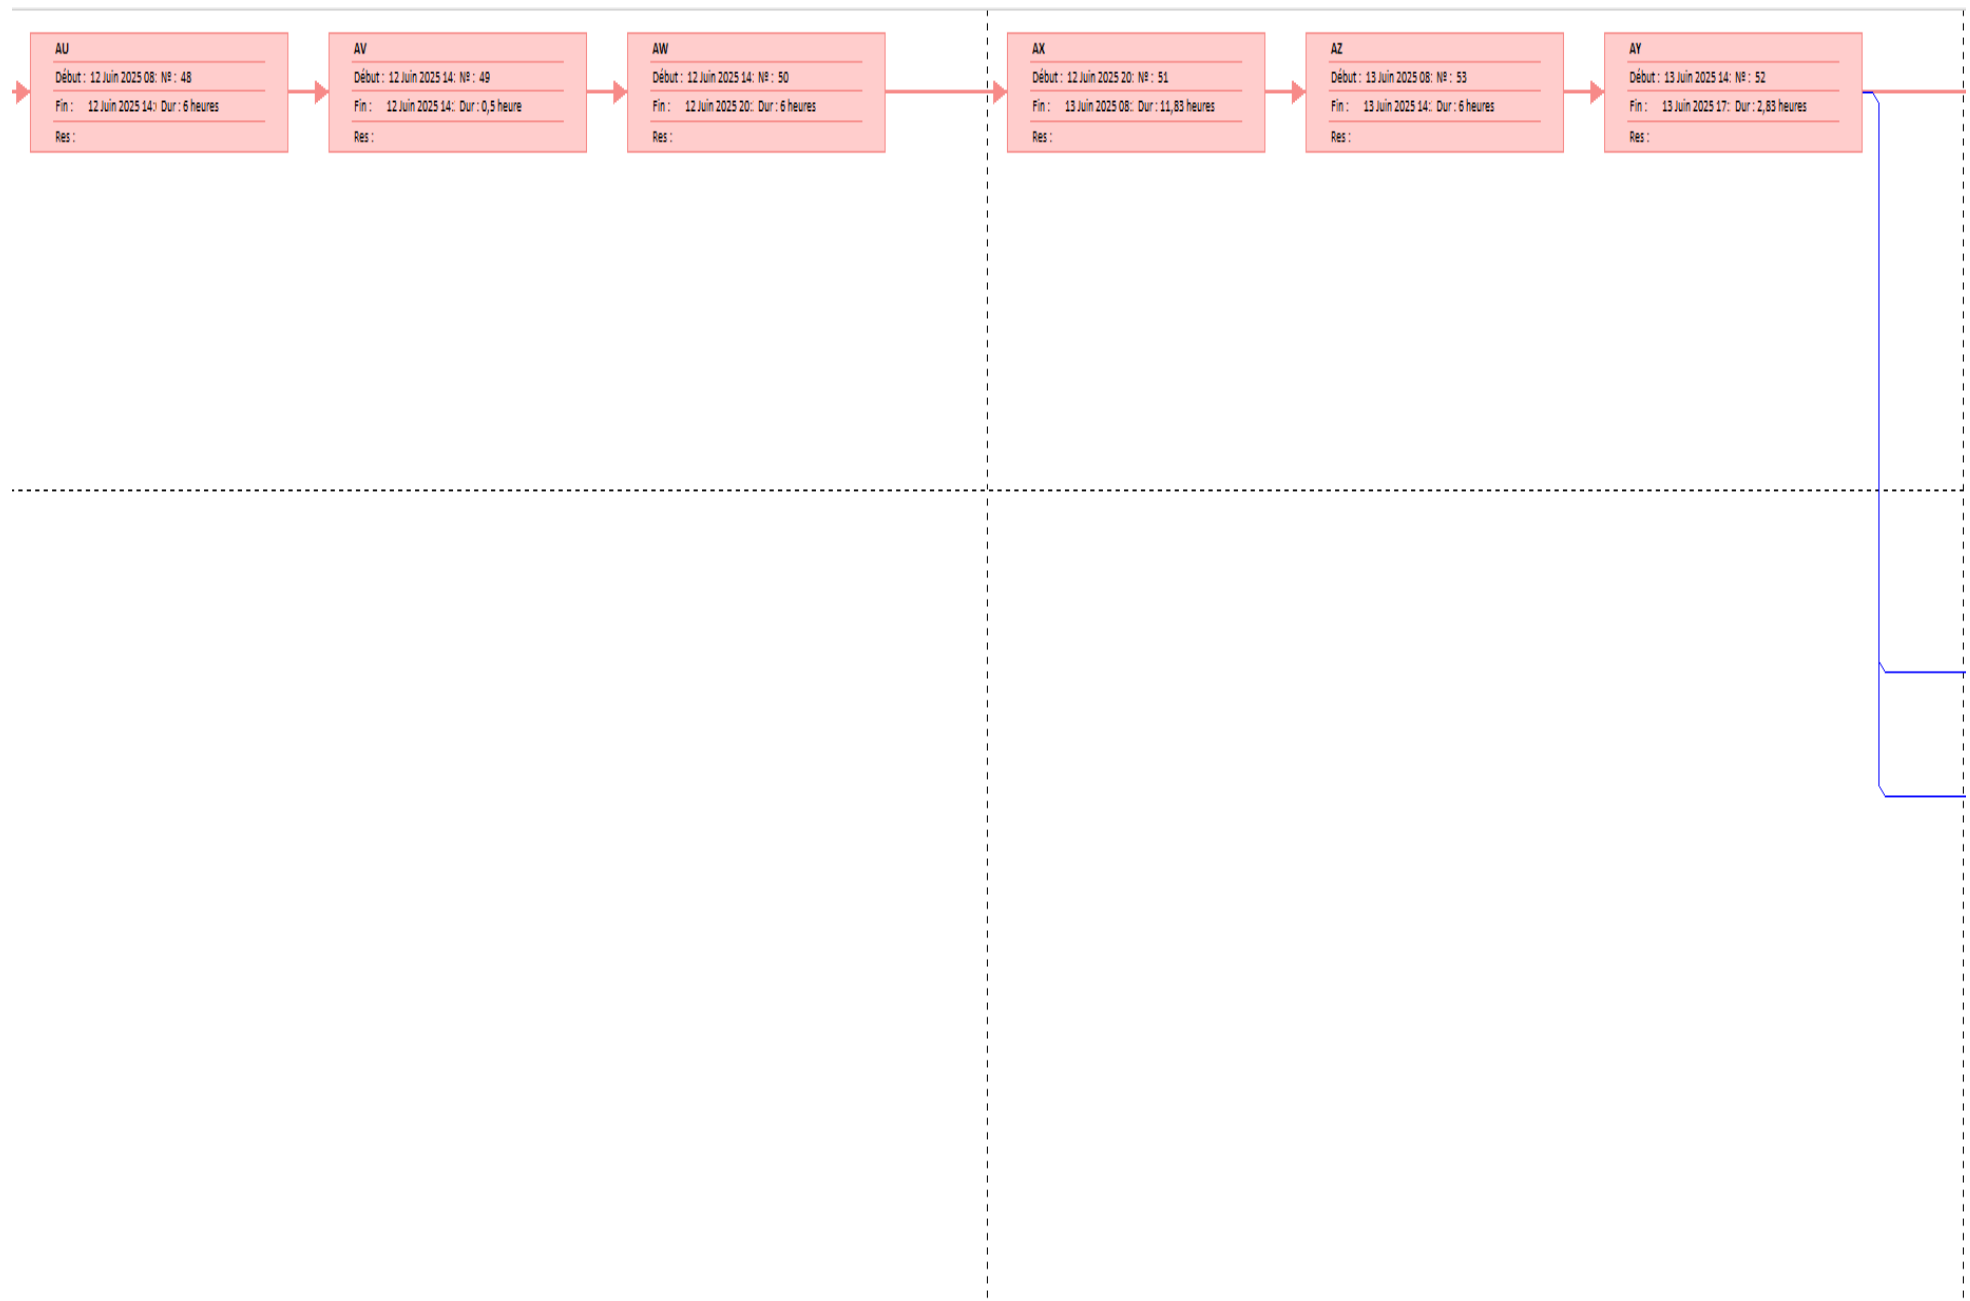 AU
Début : 12 Juin 2025 08: Nº : 48
Fin : 12 Juin 2025 14: Dur : 6 heures
Res :
AV
Début : 12 Juin 2025 14: Nº : 49
Fin : 12 Juin 2025 14: Dur : 0,5 heure
Res :
AW
Début : 12 Juin 2025 14: Nº : 50
Fin : 12 Juin 2025 20: Dur : 6 heures
Res :
AX
Début : 12 Juin 2025 20: Nº : 51
Fin : 13 Juin 2025 08: Dur : 11,83 heures
Res :
AZ
Début : 13 Juin 2025 08: Nº : 53
Fin : 13 Juin 2025 14: Dur : 6 heures
Res :
AY
Début : 13 Juin 2025 14: Nº : 52
Fin : 13 Juin 2025 17: Dur : 2,83 heures
Res :